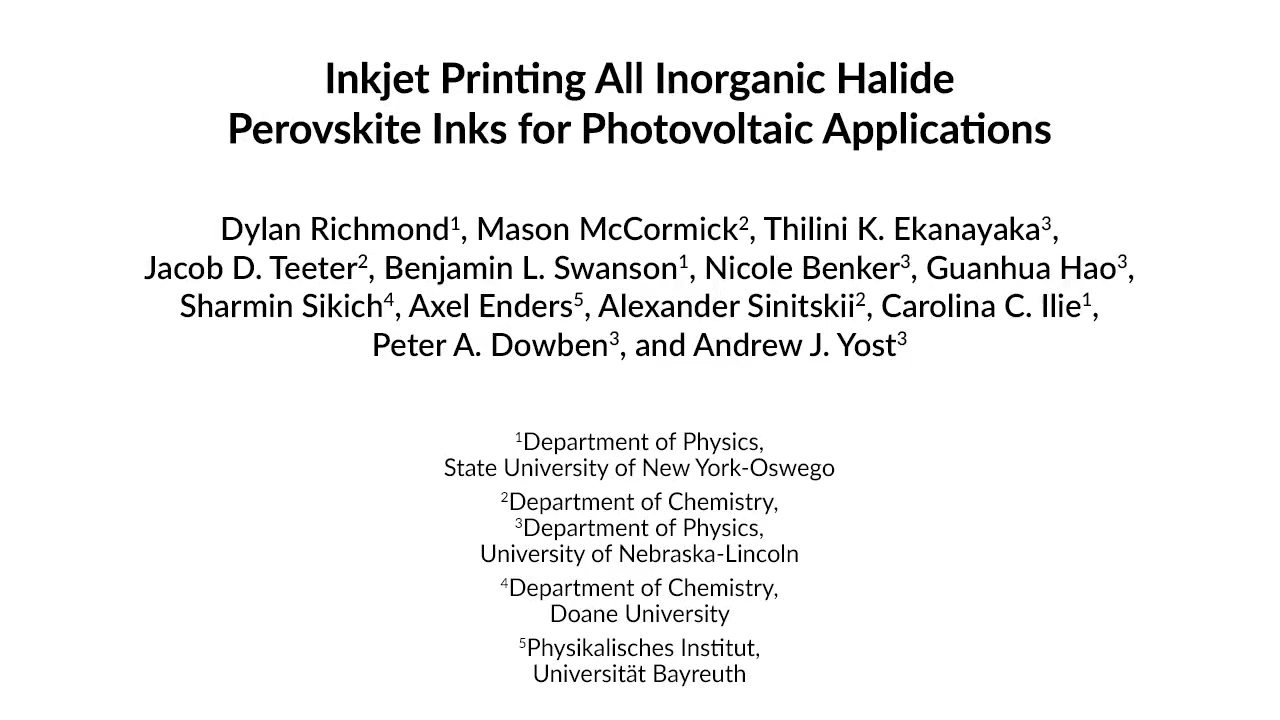 Inkjet Printing All Inorganic Halide
Perovskite Inks for Photovoltaic Applications
Dylan Richmond¹, Mason McCormick², Thilini K. Ekanayaka³,
Jacob D. Teeter², Benjamin L. Swanson¹, Nicole Benker³, Guanhua Hao³,
Sharmin Sikich⁴, Axel Enders⁵, Alexander Sinitskii², Carolina C. Ilie¹,
Peter A. Dowben³, and Andrew J. Yost³
¹Department of Physics,
State University of New York-Oswego
²Department of Chemistry,
³Department of Physics,
University of Nebraska-Lincoln
⁴Department of Chemistry,
Doane University
⁵Physikalisches Institut,
Universität Bayreuth